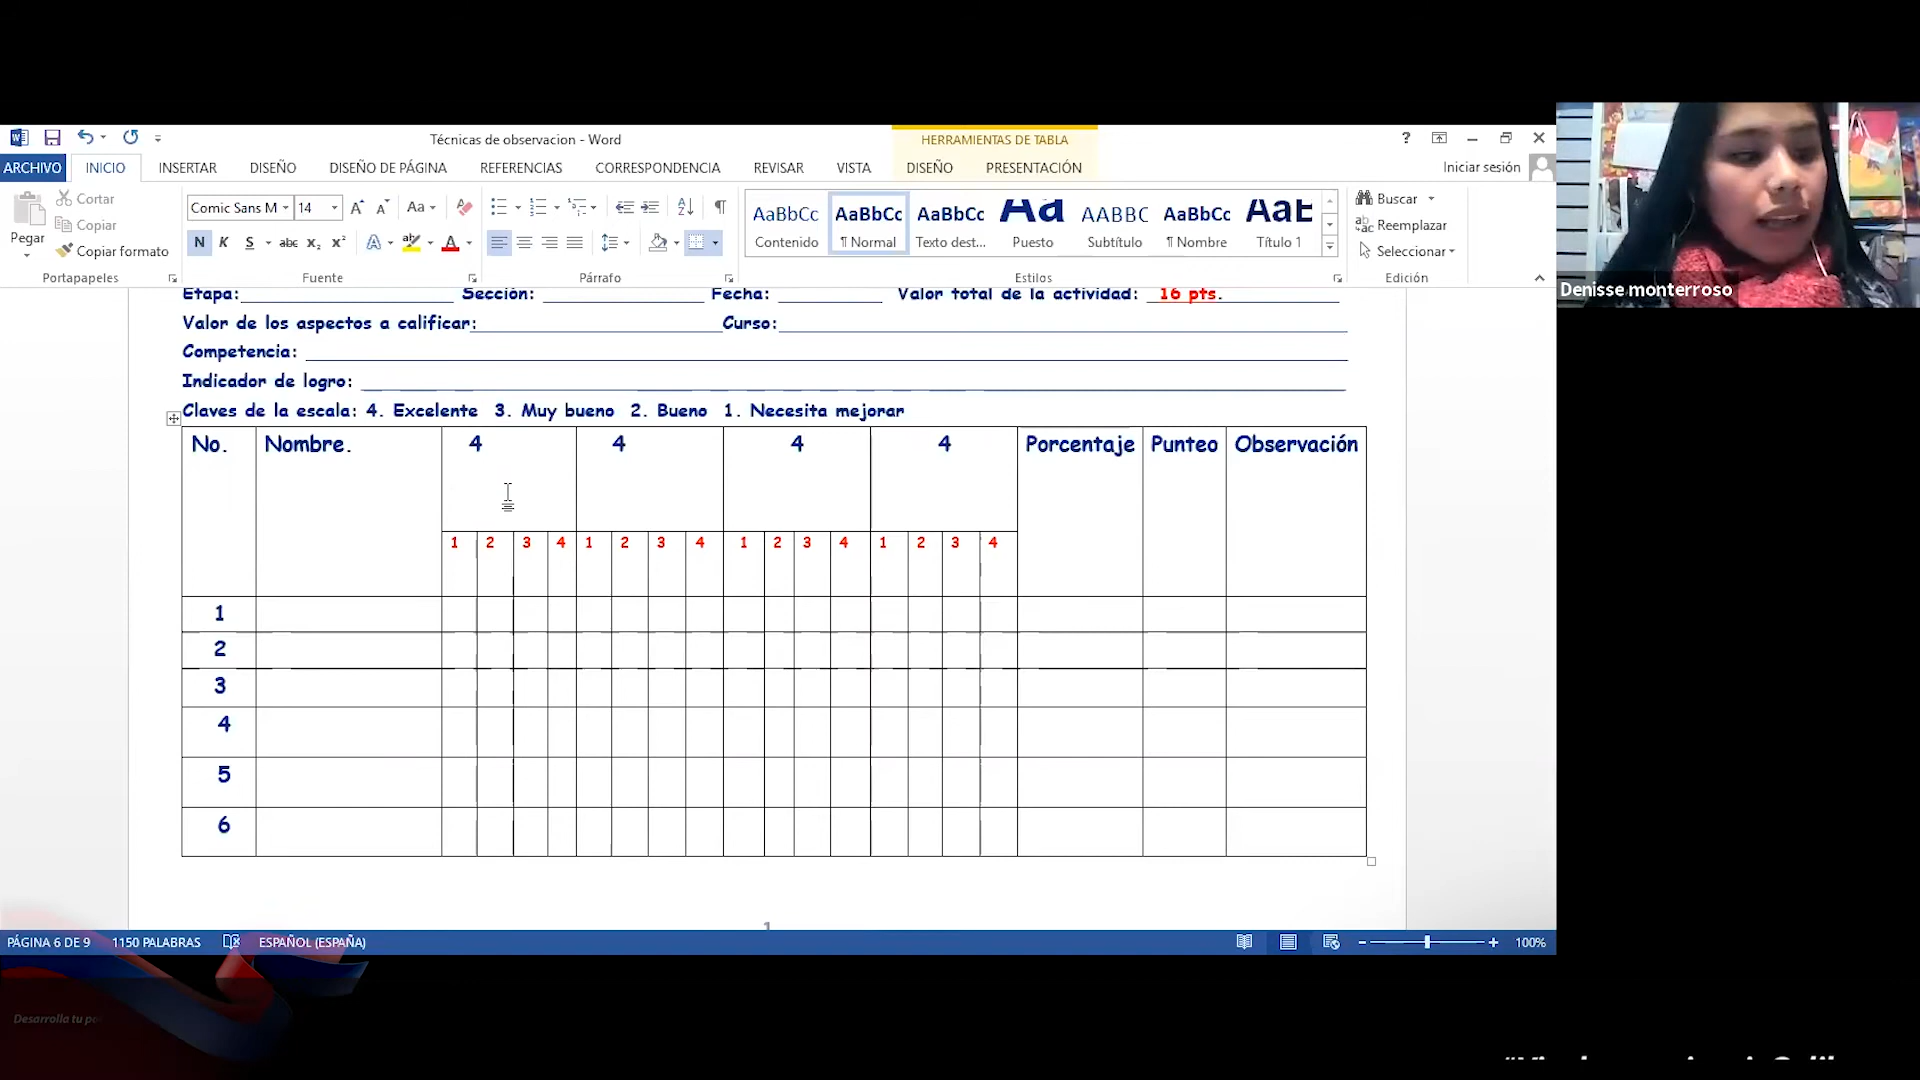 Técnicas de observacion - Word
HERRAMIENTAS DE TABLA
?
ARCHIVO INICIO INSERTAR DISEÑO DISEÑO DE PÁGINA REFERENCIAS CORRESPONDENCIA REVISAR VISTA DISEÑO PRESENTACIÓN Iniciar sesión
Pegar
Cortar
Copiar
Copiar formato
Portapapeles
Comic Sans M 14
Aa
N K S abc x₂ x²
Fuente
Párrafo
AaBbCc AaBbCc AaBbCc Aa AABBC AaBbCc AaE
Contenido ¶ Normal Texto dest... Puesto Subtítulo ¶ Nombre Título 1
Estilos
Buscar
Reemplazar
Seleccionar
Edición
Denisse monterroso
Etapa: Sección: Fecha: Valor total de la actividad: 16 pts.
Valor de los aspectos a calificar: Curso:
Competencia:
Indicador de logro:
Claves de la escala: 4. Excelente 3. Muy bueno 2. Bueno 1. Necesita mejorar
No. Nombre. 4 4 4 4 Porcentaje Punteo Observación
1 2 3 4 1 2 3 4 1 2 3 4 1 2 3 4
1
2
3
4
5
6
PÁGINA 6 DE 9 1150 PALABRAS ESPAÑOL (ESPAÑA) 100%
Desarrolla tu